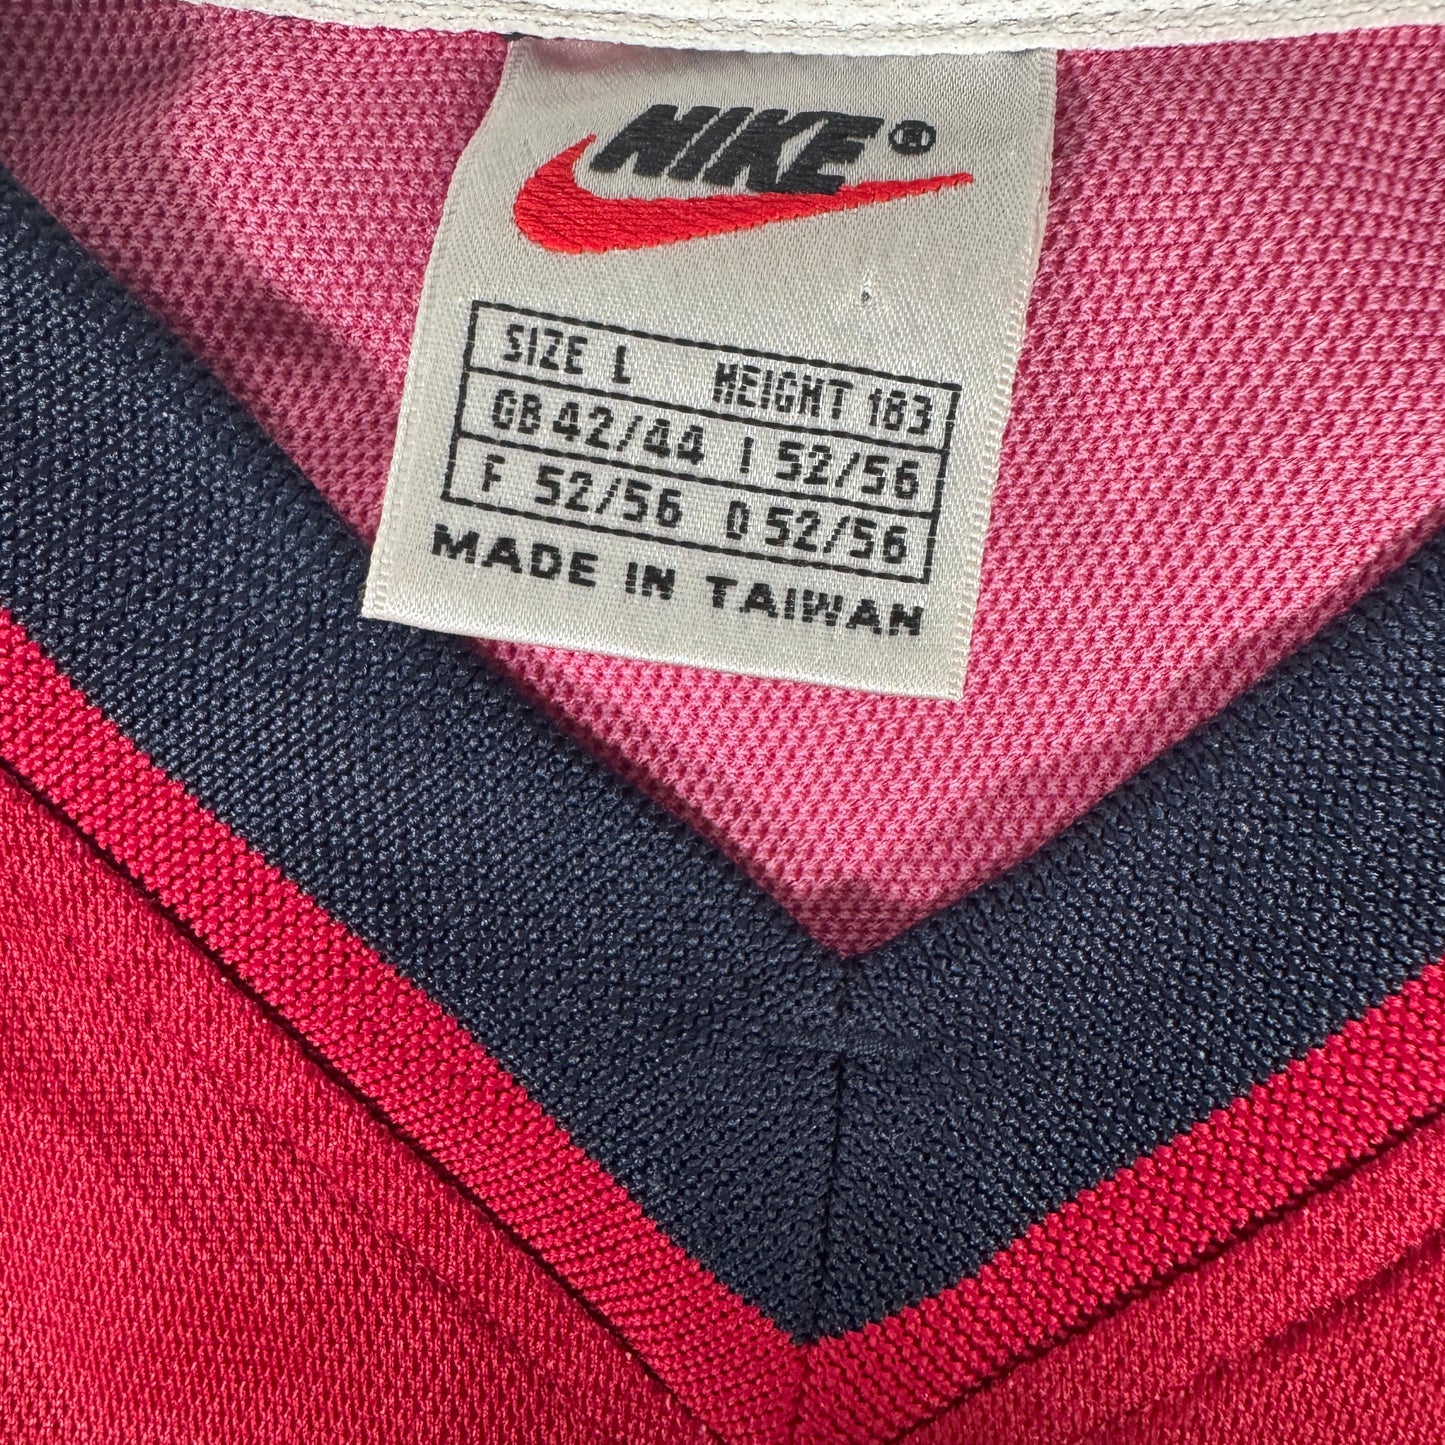 NIKE®
SIZE L HEIGHT 183
GB 42/44 I 52/56
F 52/56 D 52/56
MADE IN TAIWAN